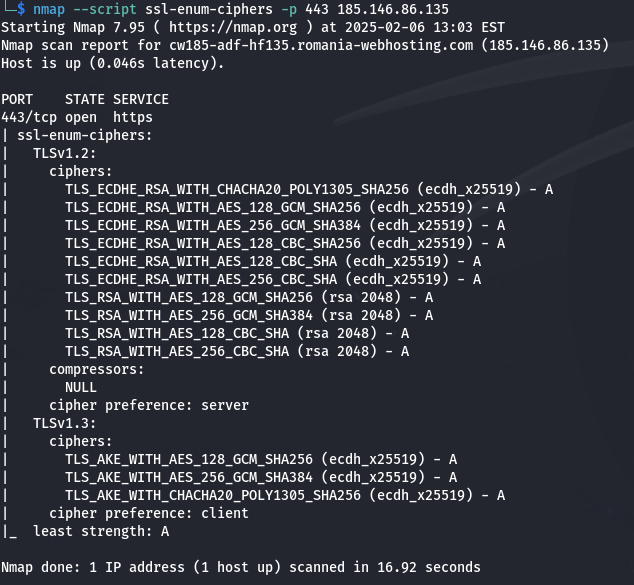 └─$ nmap --script ssl-enum-ciphers -p 443 185.146.86.135
Starting Nmap 7.95 ( https://nmap.org ) at 2025-02-06 13:03 EST
Nmap scan report for cw185-adf-hf135.romania-webhosting.com (185.146.86.135)
Host is up (0.046s latency).

PORT    STATE SERVICE
443/tcp open  https
| ssl-enum-ciphers:
|   TLSv1.2:
|     ciphers:
|       TLS_ECDHE_RSA_WITH_CHACHA20_POLY1305_SHA256 (ecdh_x25519) - A
|       TLS_ECDHE_RSA_WITH_AES_128_GCM_SHA256 (ecdh_x25519) - A
|       TLS_ECDHE_RSA_WITH_AES_256_GCM_SHA384 (ecdh_x25519) - A
|       TLS_ECDHE_RSA_WITH_AES_128_CBC_SHA256 (ecdh_x25519) - A
|       TLS_ECDHE_RSA_WITH_AES_128_CBC_SHA (ecdh_x25519) - A
|       TLS_ECDHE_RSA_WITH_AES_256_CBC_SHA (ecdh_x25519) - A
|       TLS_RSA_WITH_AES_128_GCM_SHA256 (rsa 2048) - A
|       TLS_RSA_WITH_AES_256_GCM_SHA384 (rsa 2048) - A
|       TLS_RSA_WITH_AES_128_CBC_SHA (rsa 2048) - A
|       TLS_RSA_WITH_AES_256_CBC_SHA (rsa 2048) - A
|     compressors:
|       NULL
|     cipher preference: server
|   TLSv1.3:
|     ciphers:
|       TLS_AKE_WITH_AES_128_GCM_SHA256 (ecdh_x25519) - A
|       TLS_AKE_WITH_AES_256_GCM_SHA384 (ecdh_x25519) - A
|       TLS_AKE_WITH_CHACHA20_POLY1305_SHA256 (ecdh_x25519) - A
|     cipher preference: client
|_  least strength: A

Nmap done: 1 IP address (1 host up) scanned in 16.92 seconds